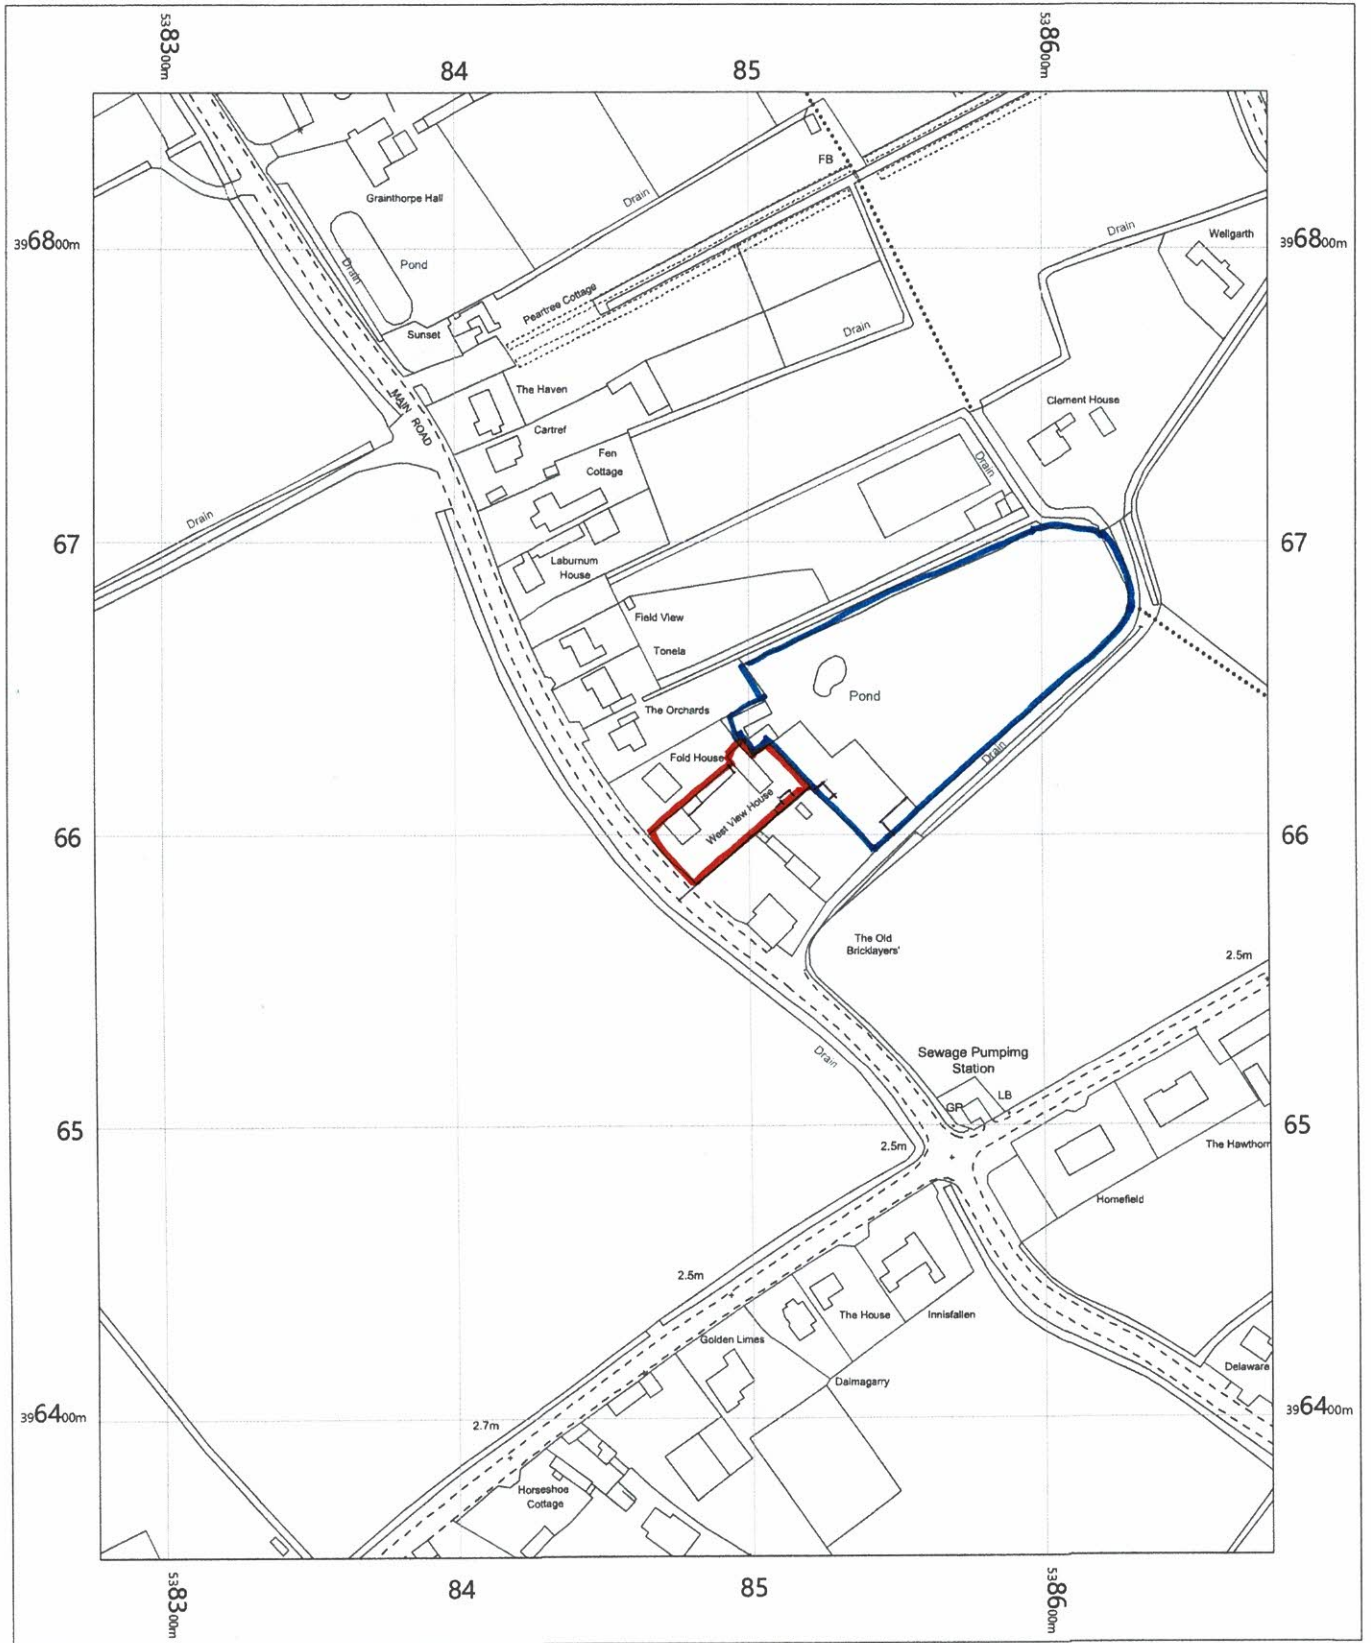 538300m
84
85
538600m
FB
Grainthorpe Hall
Drain
Drain
Wellgarth
396800m
396800m
Drain
Pond
Peartree Cottage
Sunset
Drain
The Haven
MAIN ROAD
Clement House
Cartref
Fen
Cottage
Drain
Drain
67
67
Laburnum
House
Field View
Tonela
Pond
The Orchards
Fold House
Drain
West View House
66
66
The Old
Bricklayers'
2.5m
Drain
Sewage Pumpimg
Station
LB
GP
65
65
2.5m
The Hawthorn
Homefield
2.5m
The House
Innisfallen
Golden Limes
Delaware
Dalmagarry
396400m
396400m
2.7m
Horseshoe
Cottage
538300m
84
85
538600m